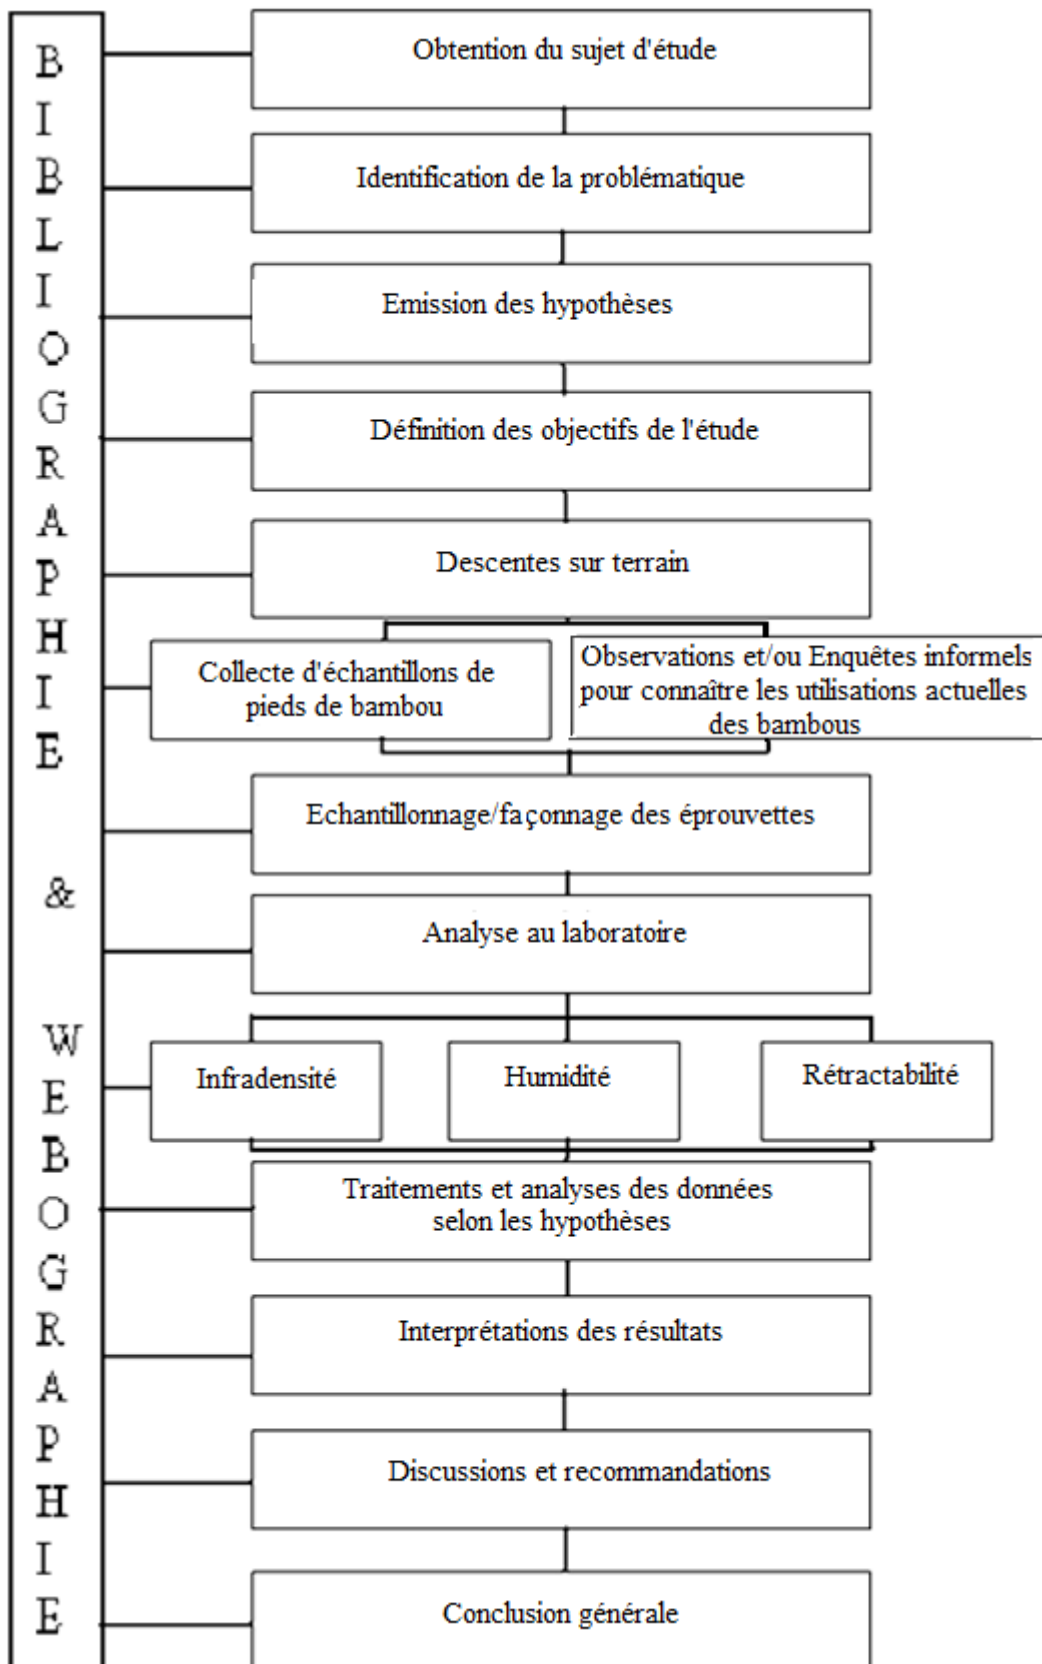 BIBLIOGRAPHIE & WEBOGRAPHIE
Obtention du sujet d'étude
Identification de la problématique
Emission des hypothèses
Définition des objectifs de l'étude
Descentes sur terrain
Collecte d'échantillons de
pieds de bambou
Observations et/ou Enquêtes informels
pour connaître les utilisations actuelles
des bambous
Echantillonnage/façonnage des éprouvettes
Analyse au laboratoire
Infradensité
Humidité
Rétractabilité
Traitements et analyses des données
selon les hypothèses
Interprétations des résultats
Discussions et recommandations
Conclusion générale